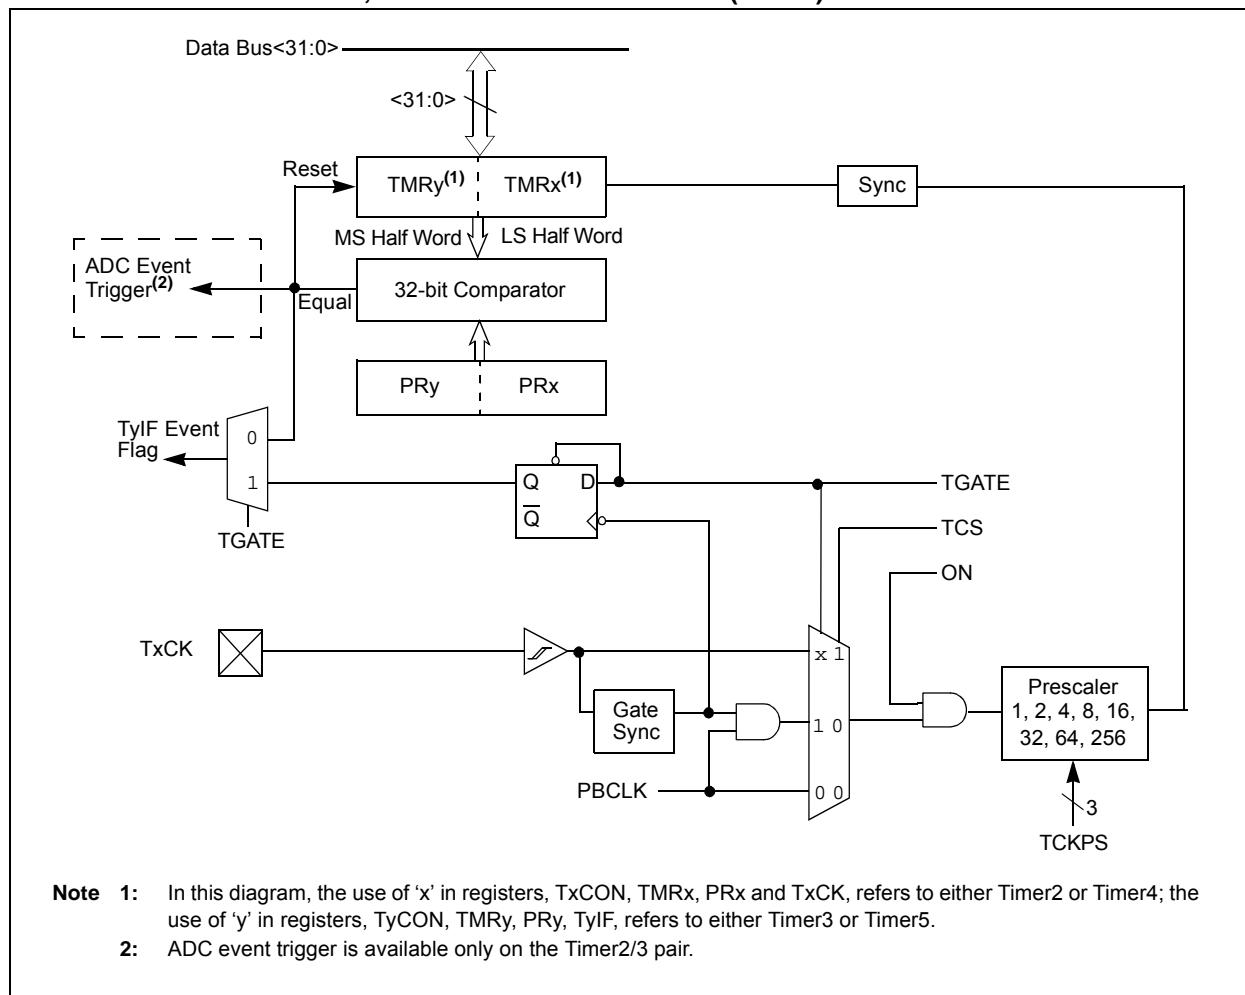 Data Bus<31:0>
<31:0>
Reset
TMRy(1) TMRx(1)
Sync
MS Half Word LS Half Word
ADC Event
Trigger(2)
Equal
32-bit Comparator
PRy PRx
TyIF Event
Flag
0
1
TGATE
Q D
Q̅
TGATE
TCS
ON
TxCK
x 1
Gate
Sync
1 0
Prescaler
1, 2, 4, 8, 16,
32, 64, 256
PBCLK
0 0
3
TCKPS
Note 1: In this diagram, the use of ‘x’ in registers, TxCON, TMRx, PRx and TxCK, refers to either Timer2 or Timer4; the
use of ‘y’ in registers, TyCON, TMRy, PRy, TyIF, refers to either Timer3 or Timer5.
2: ADC event trigger is available only on the Timer2/3 pair.